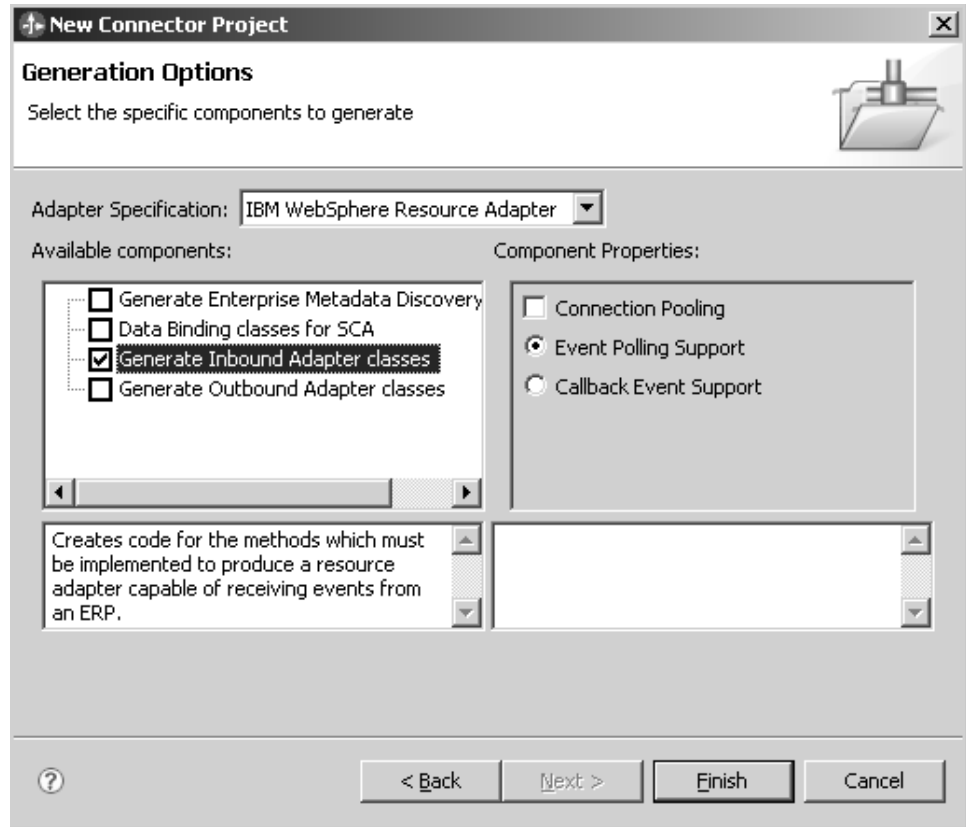 New Connector Project
Generation Options
Select the specific components to generate
Adapter Specification: IBM WebSphere Resource Adapter
Available components:
Component Properties:
Generate Enterprise Metadata Discovery
Data Binding classes for SCA
Generate Inbound Adapter classes
Generate Outbound Adapter classes
Connection Pooling
Event Polling Support
Callback Event Support
Creates code for the methods which must
be implemented to produce a resource
adapter capable of receiving events from
an ERP.
?
< Back
Next >
Finish
Cancel